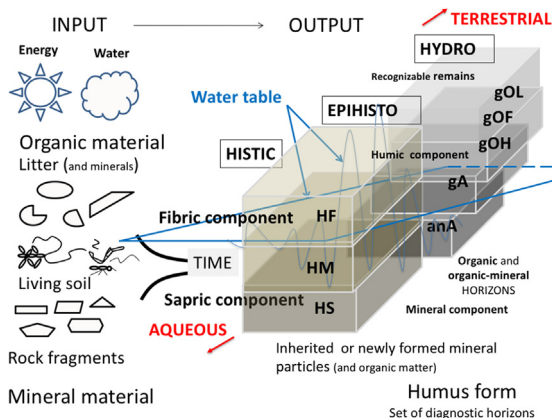 INPUT
OUTPUT
TERRESTRIAL
Energy
Water
HYDRO
Recognizable remains
gOL
Water table
EPIHISTO
gOF
Organic material
HISTIC
Humic component
gOH
Litter (and minerals)
gA
Fibric component
HF
anA
TIME
HM
Organic and
organic-mineral
HORIZONS
Living soil
Sapric component
HS
Mineral component
AQUEOUS
Rock fragments
Inherited or newly formed mineral
particles (and organic matter)
Mineral material
Humus form
Set of diagnostic horizons